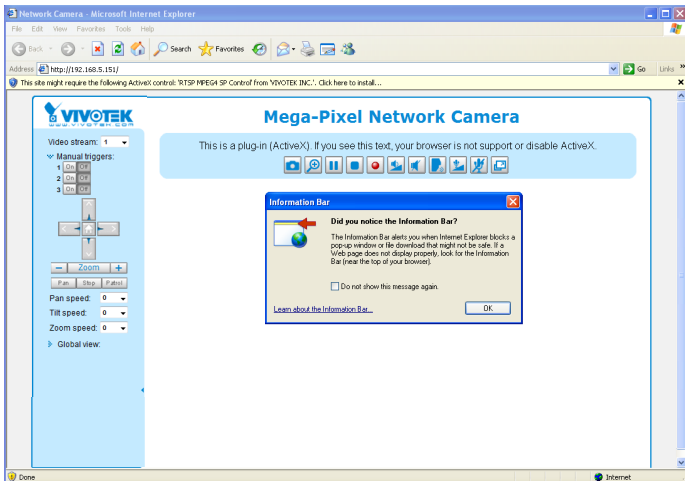 Network Camera - Microsoft Internet Explorer
File Edit View Favorites Tools Help
Back Search Favorites
Address http://192.168.5.151/ Go Links »
This site might require the following ActiveX control: 'RTSP MPEG4 SP Control' from 'VIVOTEK INC.'. Click here to install...
VIVOTEK
WWW.VIVOTEK.COM
Mega-Pixel Network Camera
Video stream: 1
This is a plug-in (ActiveX). If you see this text, your browser is not support or disable ActiveX.
Manual triggers:
1 On Off
2 On Off
3 On Off
Information Bar
Did you notice the Information Bar?
The Information Bar alerts you when Internet Explorer blocks a
pop-up window or file download that might not be safe. If a
Web page does not display properly, look for the Information
Bar (near the top of your browser).
Do not show this message again.
Learn about the Information Bar... OK
Zoom
Pan Stop Patrol
Pan speed: 0
Tilt speed: 0
Zoom speed: 0
Global view:
Done Internet